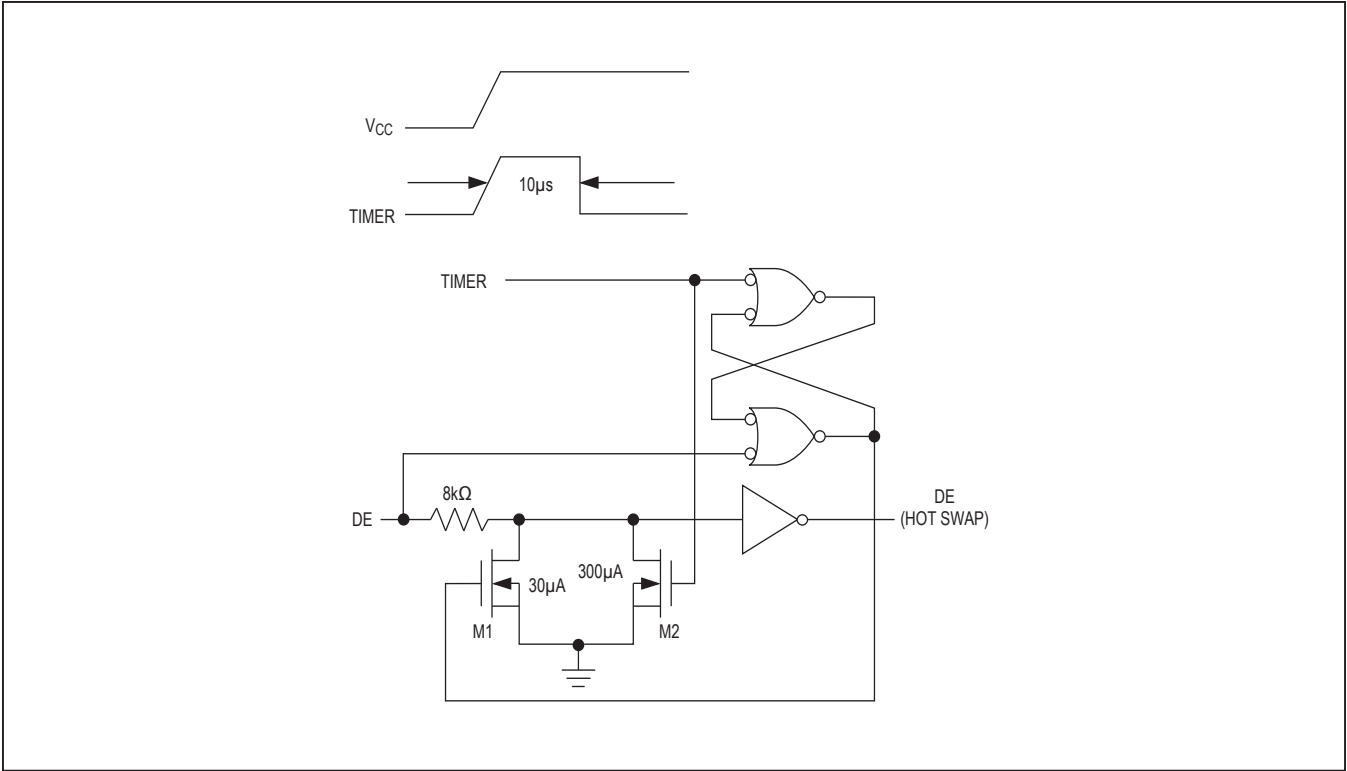 VCC
10µs
TIMER
TIMER
8kΩ
DE
DE
(HOT SWAP)
30µA
300µA
M1
M2